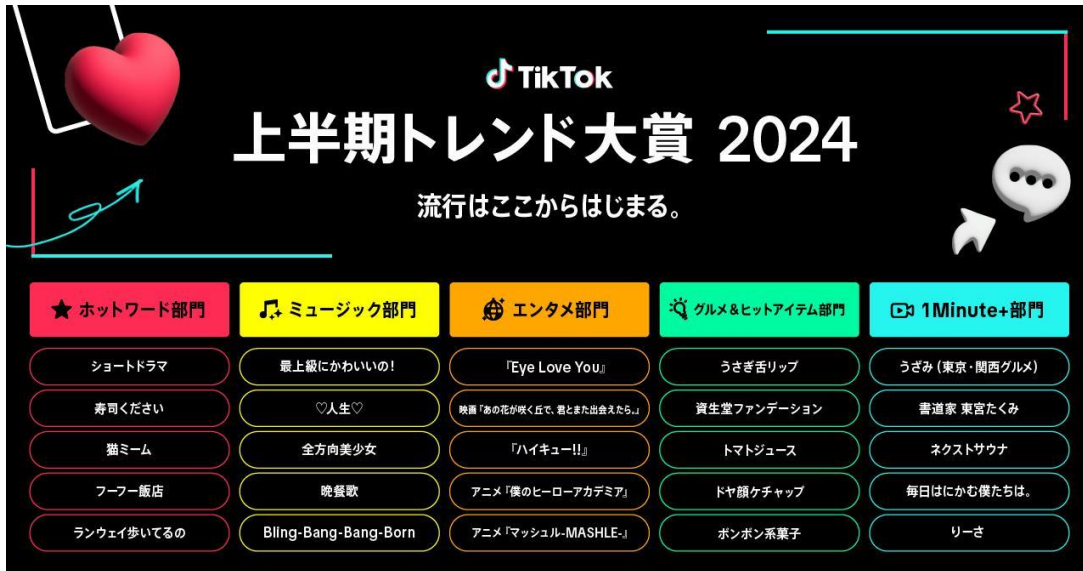 TikTok
上半期トレンド大賞 2024
流行はここからはじまる。
ホットワード部門
ショートドラマ
寿司ください
猫ミーム
フーフー飯店
ランウェイ歩いてるの
ミュージック部門
最上級にかわいいの!
♡人生♡
全方向美少女
晩餐歌
Bling-Bang-Bang-Born
エンタメ部門
『Eye Love You』
映画『あの花が咲く丘で、君とまた出会えたら。』
『ハイキュー!!』
アニメ『僕のヒーローアカデミア』
アニメ『マッシュル-MASHLE-』
グルメ&ヒットアイテム部門
うさぎ舌リップ
資生堂ファンデーション
トマトジュース
ドヤ顔ケチャップ
ボンボン系菓子
1Minute+部門
うざみ (東京・関西グルメ)
書道家 東宮たくみ
ネクストサウナ
毎日はにかむ僕たちは。
りーさ